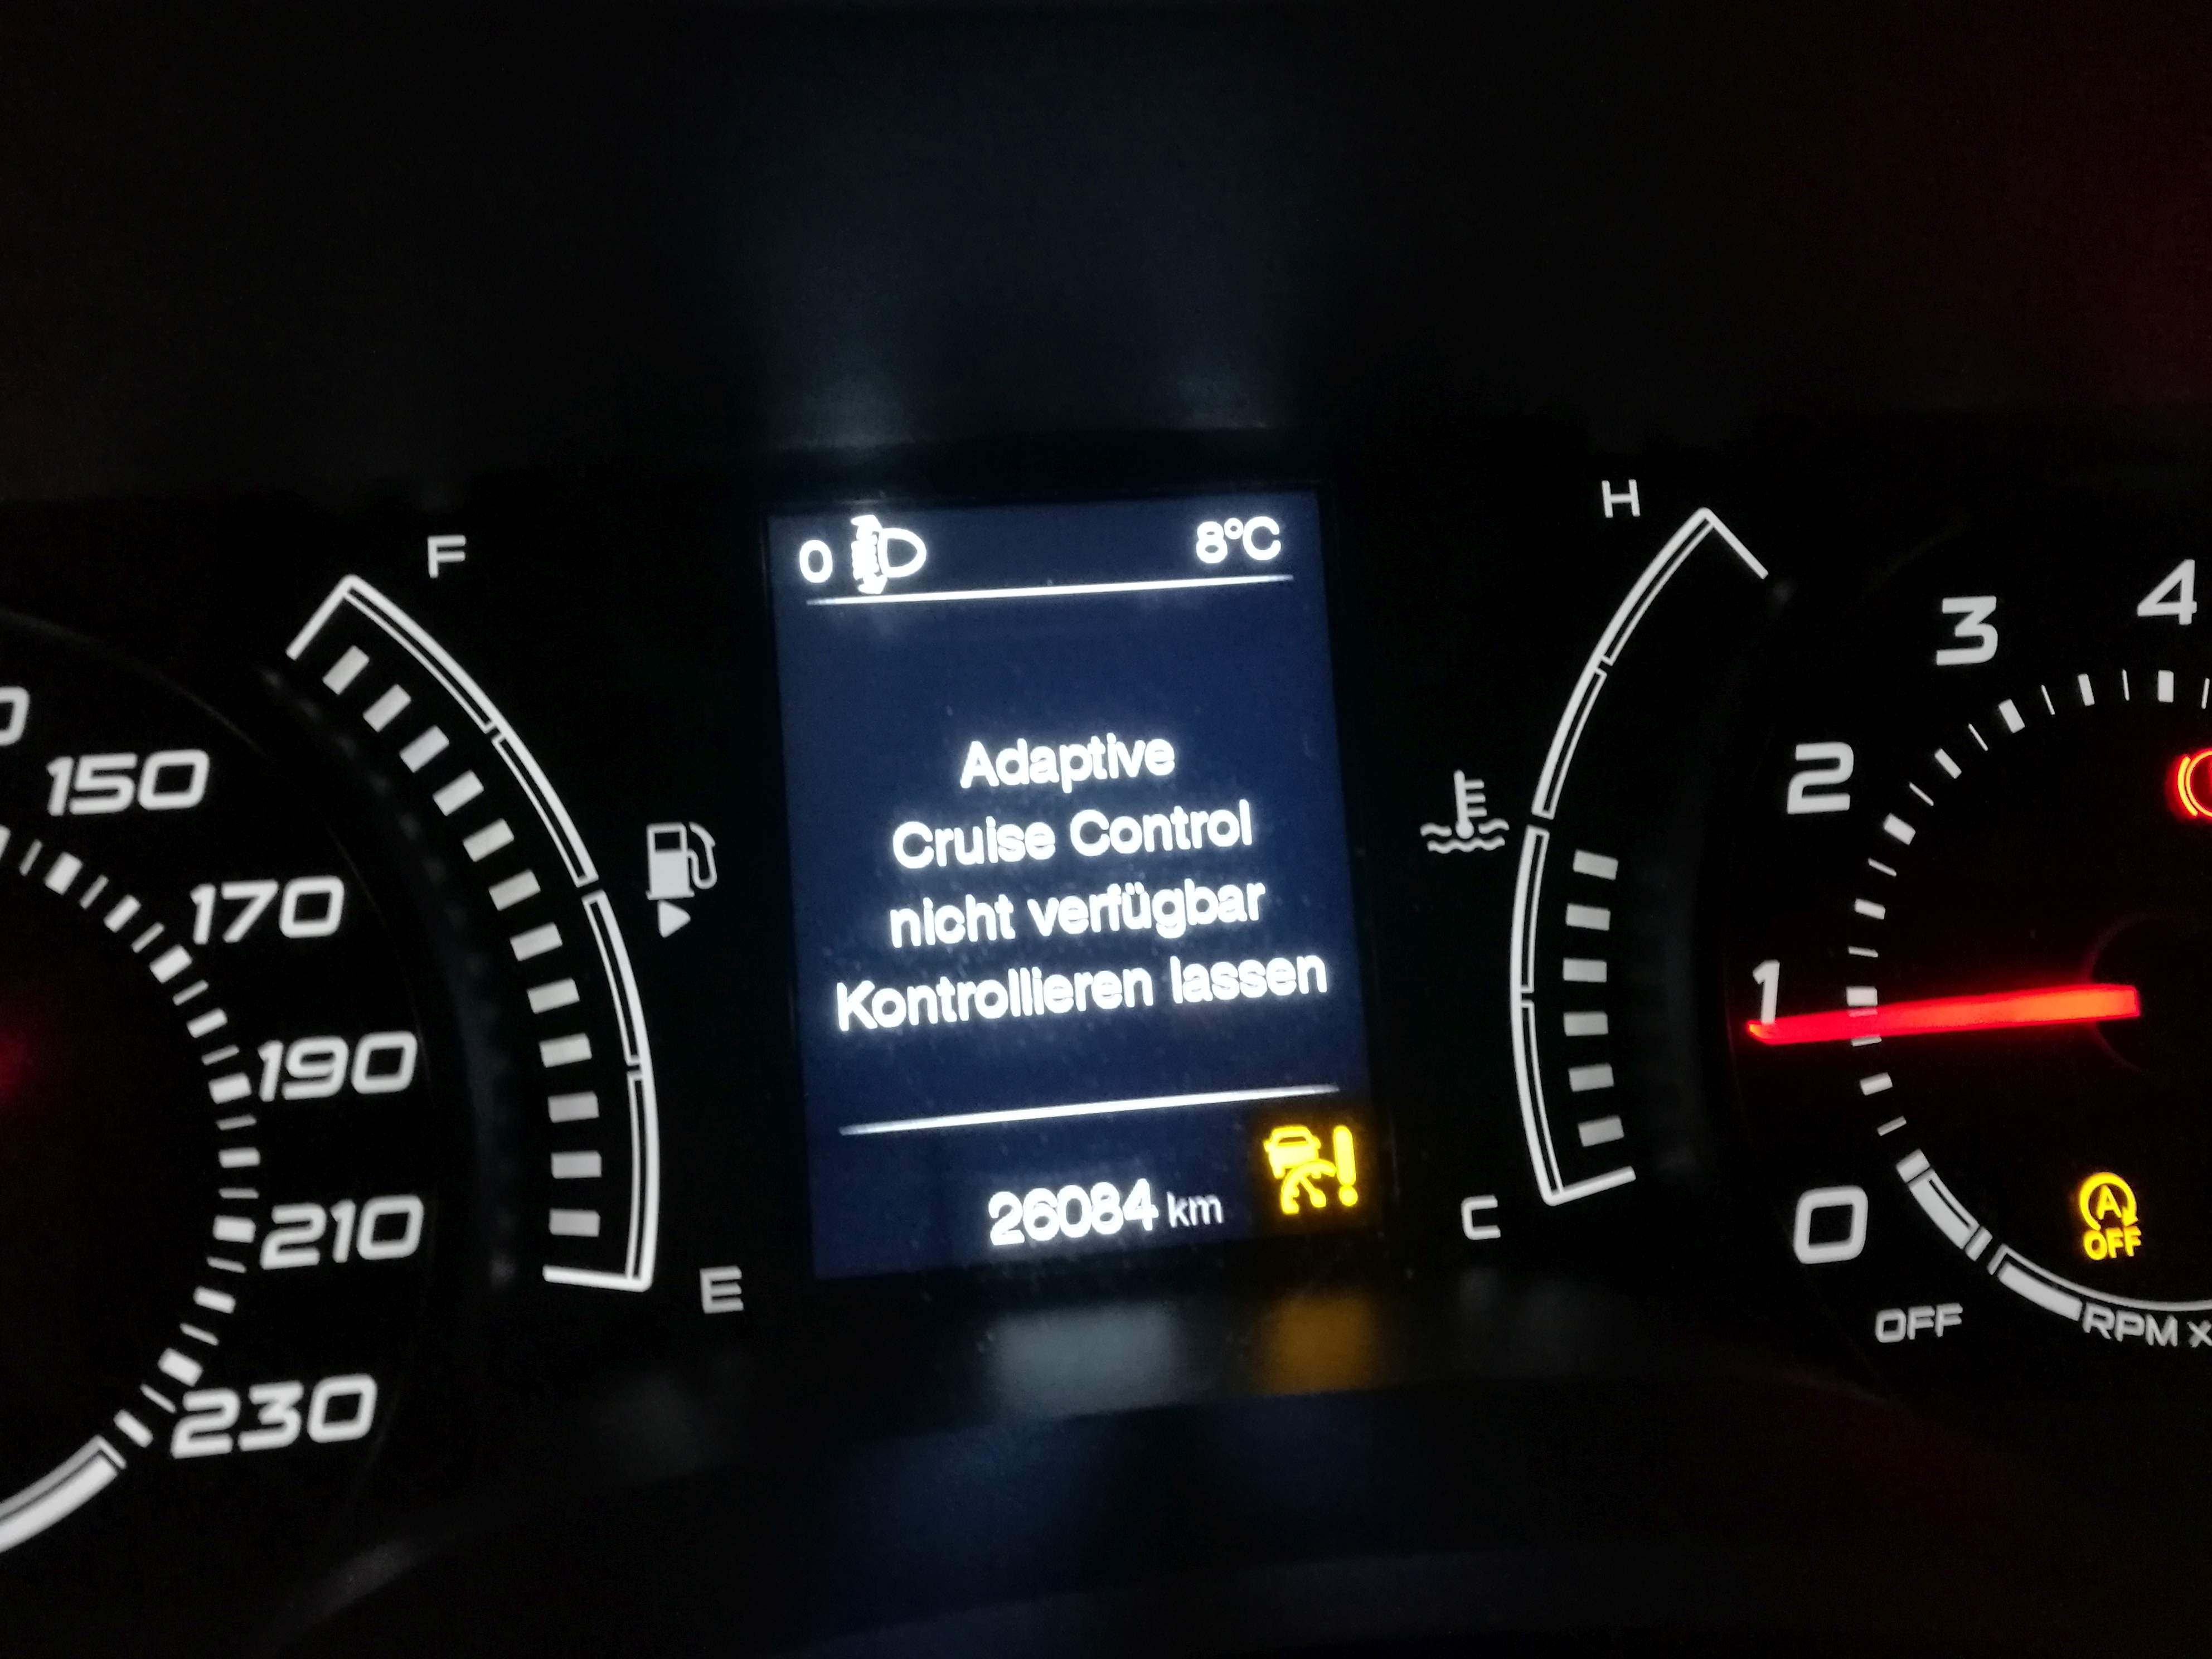 F
H
0 8°C
4
3
150
2
Adaptive
Cruise Control
nicht verfügbar
Kontrollieren lassen
170
1
190
26084 km
210
C
0
A
OFF
E
OFF
RPM x
230